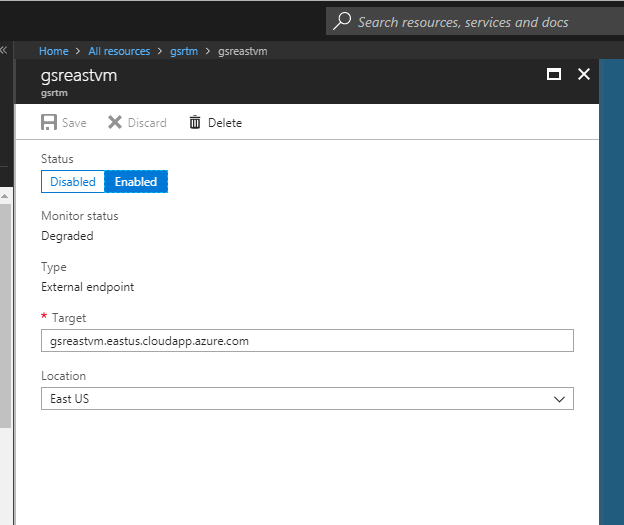 Search resources, services and docs
Home > All resources > gsrtm > gsreastvm
gsreastvm
gsrtm
Save Discard Delete
Status
Disabled Enabled
Monitor status
Degraded
Type
External endpoint
* Target
gsreastvm.eastus.cloudapp.azure.com
Location
East US